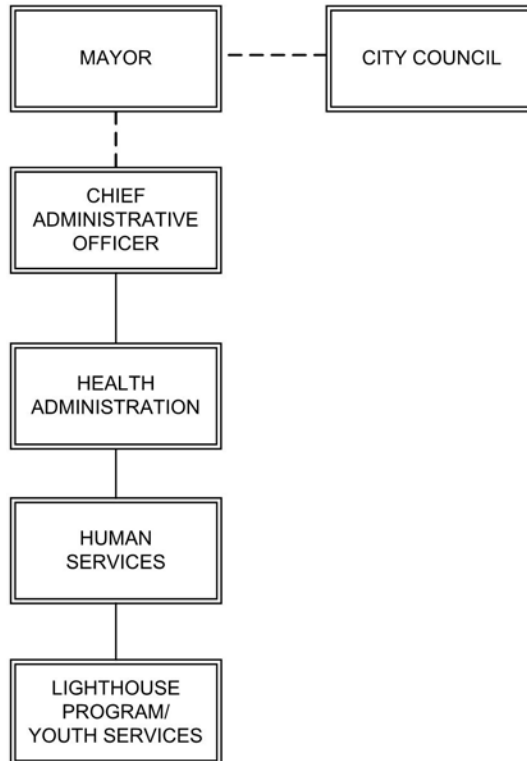 MAYOR
CITY COUNCIL
CHIEF
ADMINISTRATIVE
OFFICER
HEALTH
ADMINISTRATION
HUMAN
SERVICES
LIGHTHOUSE
PROGRAM/
YOUTH SERVICES